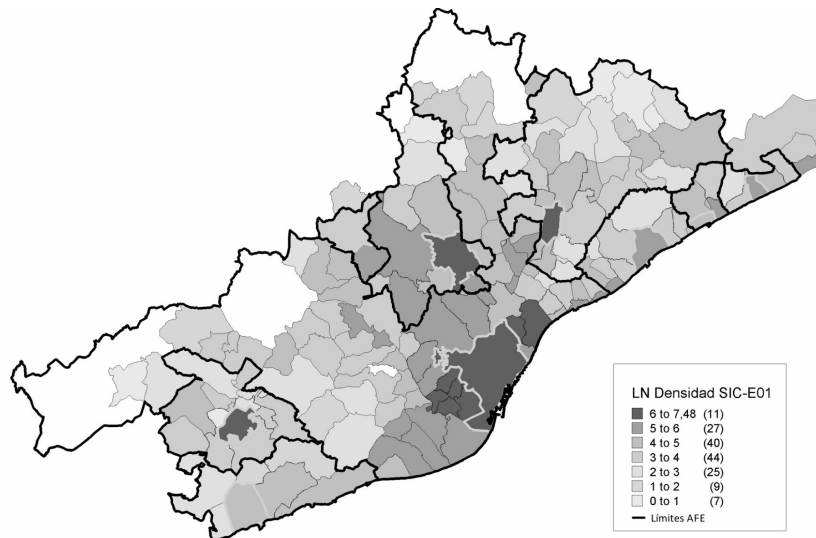 LN Densidad SIC-E01
6 to 7,48 (11)
5 to 6 (27)
4 to 5 (40)
3 to 4 (44)
2 to 3 (25)
1 to 2 (9)
0 to 1 (7)
Límites AFE